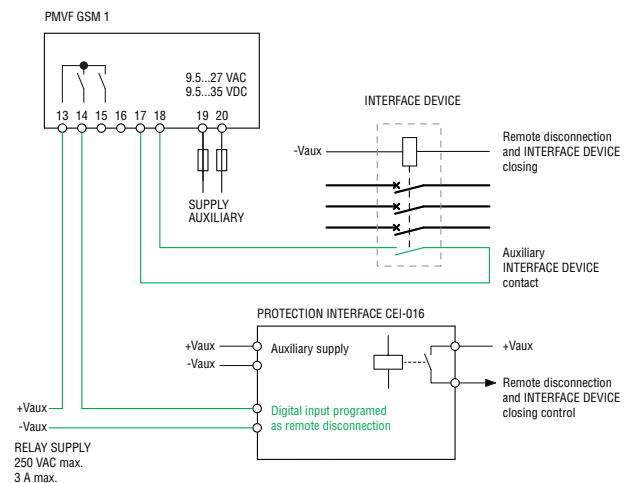 PMVF GSM 1
9.5...27 VAC
9.5...35 VDC
13 14 15 16 17 18 19 20
SUPPLY
AUXILIARY
INTERFACE DEVICE
-Vaux
Remote disconnection
and INTERFACE DEVICE
closing
Auxiliary
INTERFACE DEVICE
contact
PROTECTION INTERFACE CEI-016
+Vaux
-Vaux
Auxiliary supply
+Vaux
Remote disconnection
and INTERFACE DEVICE
closing control
Digital input programed
as remote disconnection
+Vaux
-Vaux
RELAY SUPPLY
250 VAC max.
3 A max.